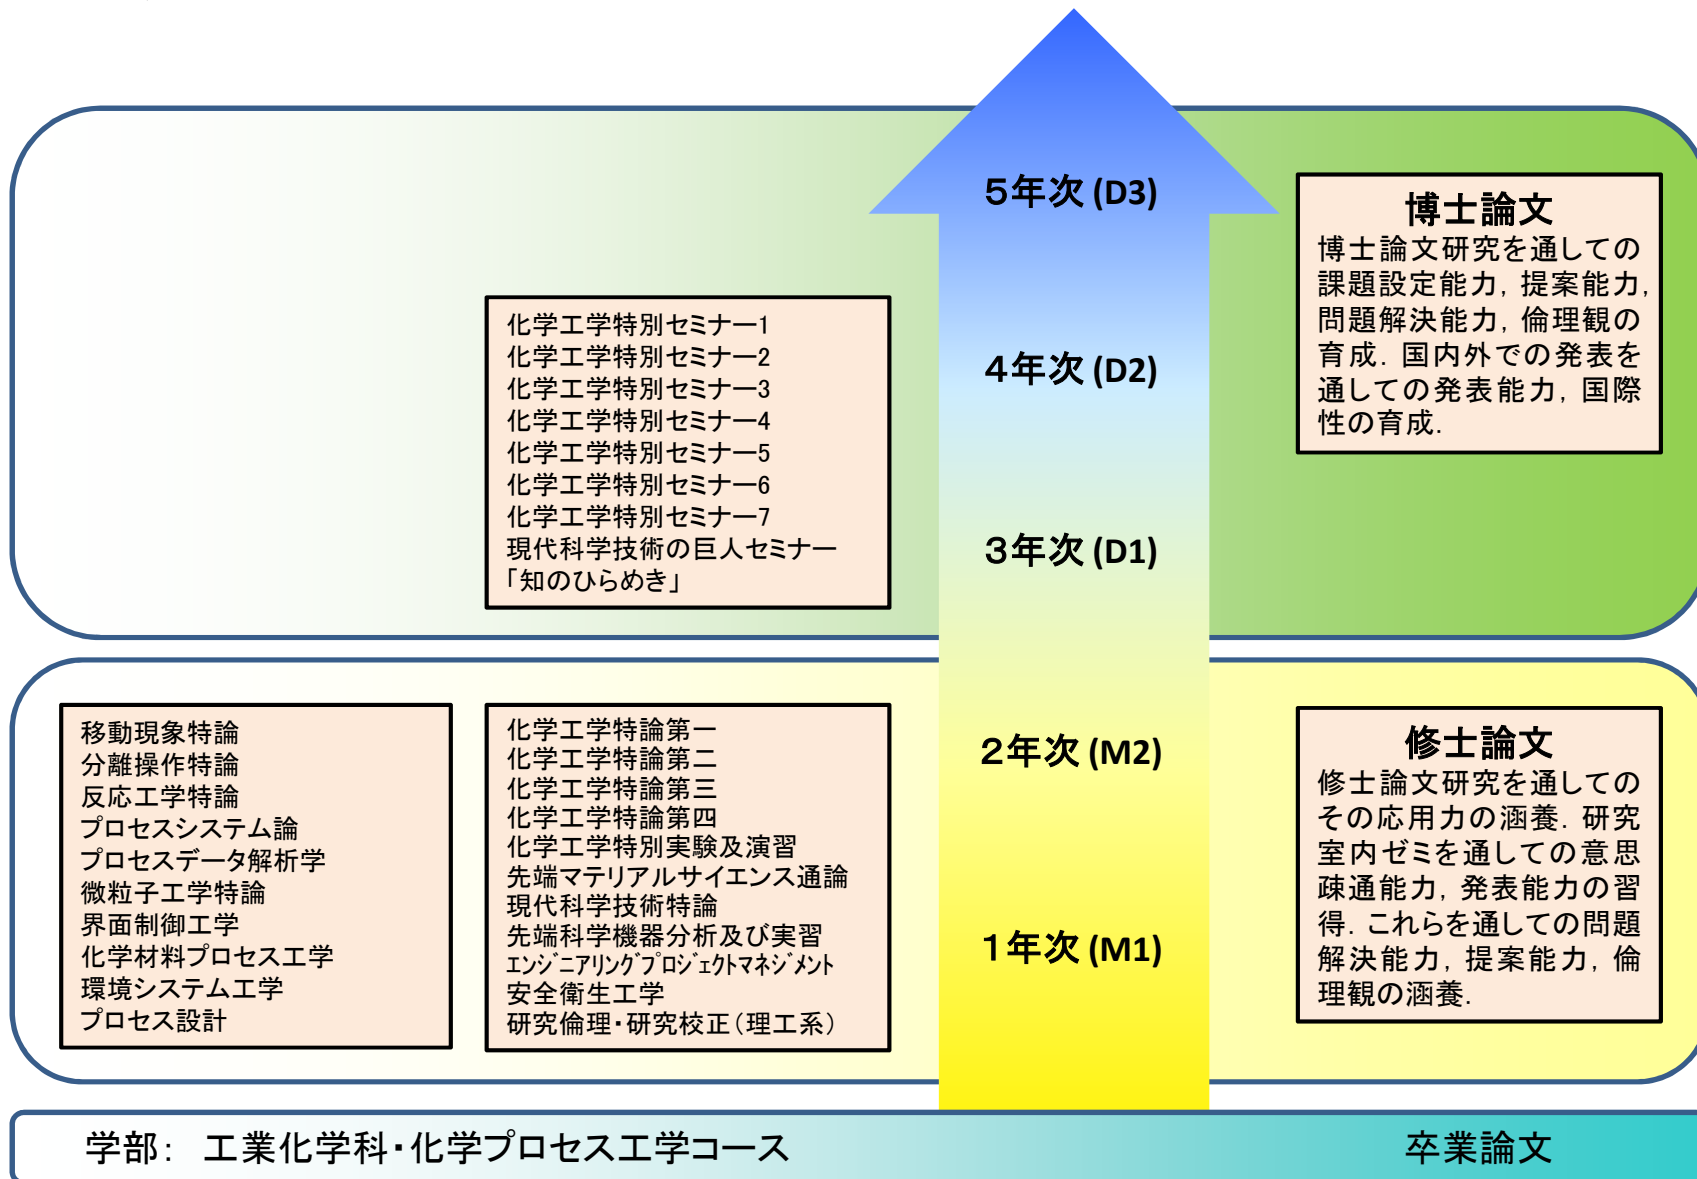 5年次 (D3)
博士論文
博士論文研究を通しての
課題設定能力, 提案能力,
問題解決能力, 倫理観の
育成. 国内外での発表を
通しての発表能力, 国際
性の育成.
化学工学特別セミナー1
化学工学特別セミナー2
化学工学特別セミナー3
化学工学特別セミナー4
化学工学特別セミナー5
化学工学特別セミナー6
化学工学特別セミナー7
現代科学技術の巨人セミナー
「知のひらめき」
4年次 (D2)
3年次 (D1)
移動現象特論
分離操作特論
反応工学特論
プロセスシステム論
プロセスデータ解析学
微粒子工学特論
界面制御工学
化学材料プロセス工学
環境システム工学
プロセス設計
化学工学特論第一
化学工学特論第二
化学工学特論第三
化学工学特論第四
化学工学特別実験及演習
先端マテリアルサイエンス通論
現代科学技術特論
先端科学機器分析及び実習
エンジニアリングプロジェクトマネジメント
安全衛生工学
研究倫理・研究校正(理工系)
2年次 (M2)
1年次 (M1)
修士論文
修士論文研究を通しての
その応用力の涵養. 研究
室内ゼミを通しての意思
疎通能力, 発表能力の習
得. これらを通しての問題
解決能力, 提案能力, 倫
理観の涵養.
学部: 工業化学科・化学プロセス工学コース
卒業論文